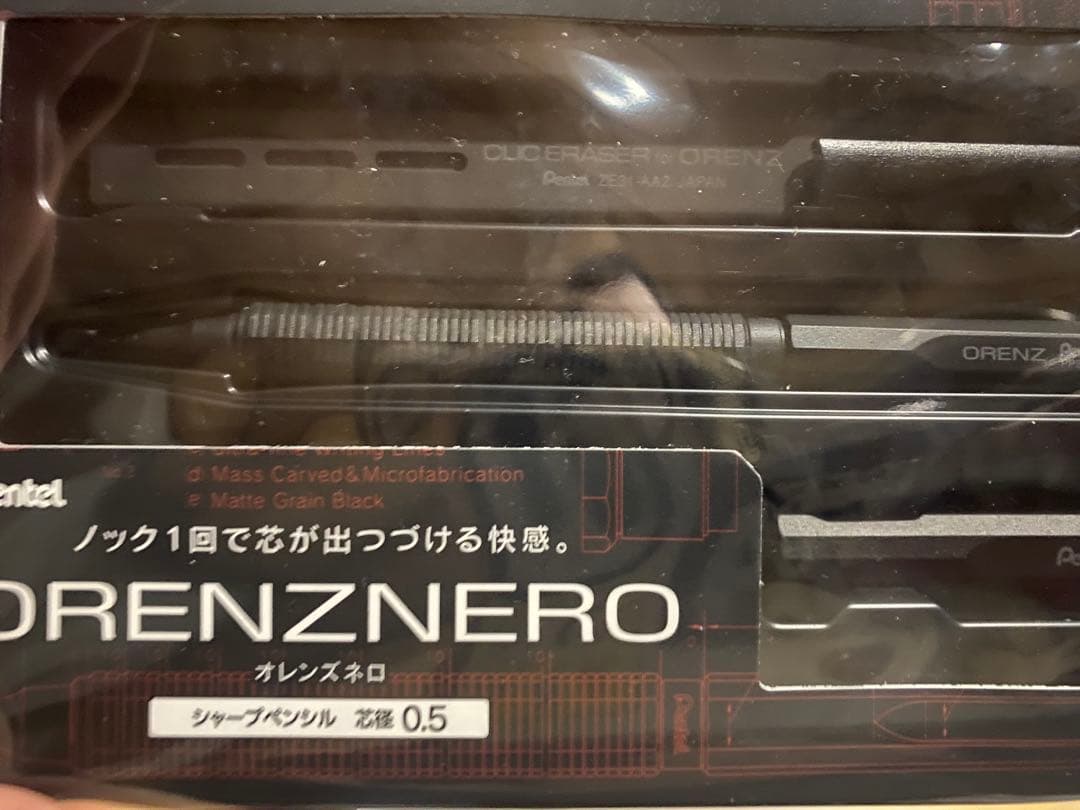 CLIC ERASER for ORENZ
Pentel ZE31-AA2 JAPAN
ORENZ Pe
d Mass Carved & Microfabrication
e Matte Grain Black
entel
ノック1回で芯が出つづける快感。
ORENZNERO
オレンズネロ
シャープペンシル 芯径 0.5
Pentel